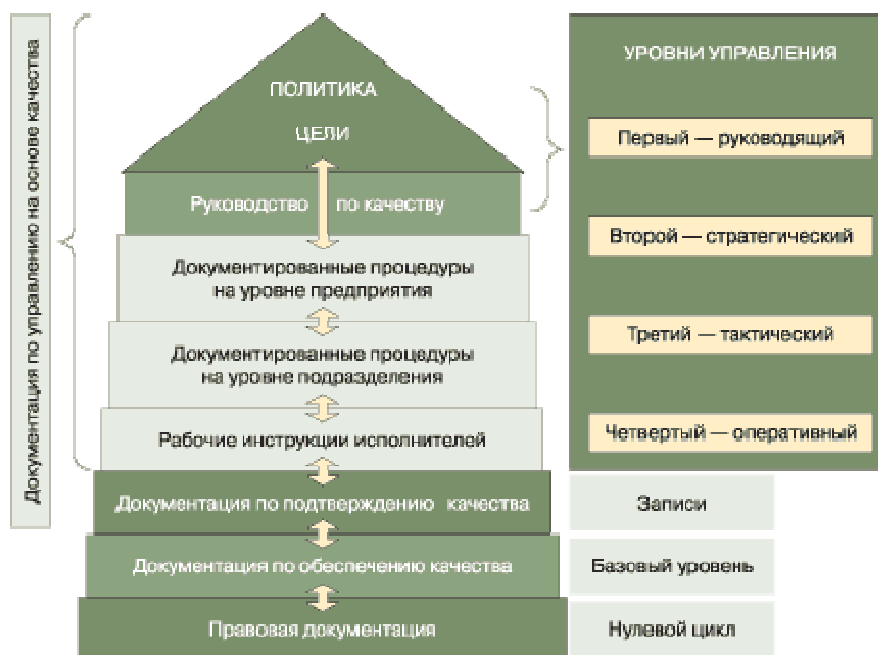 Документация по управлению на основе качества
ПОЛИТИКА
ЦЕЛИ
Руководство по качеству
Документированные процедуры
на уровне предприятия
Документированные процедуры
на уровне подразделения
Рабочие инструкции исполнителей
Документация по подтверждению качества
Документация по обеспечению качества
Правовая документация
УРОВНИ УПРАВЛЕНИЯ
Первый — руководящий
Второй — стратегический
Третий — тактический
Четвертый — оперативный
Записи
Базовый уровень
Нулевой цикл